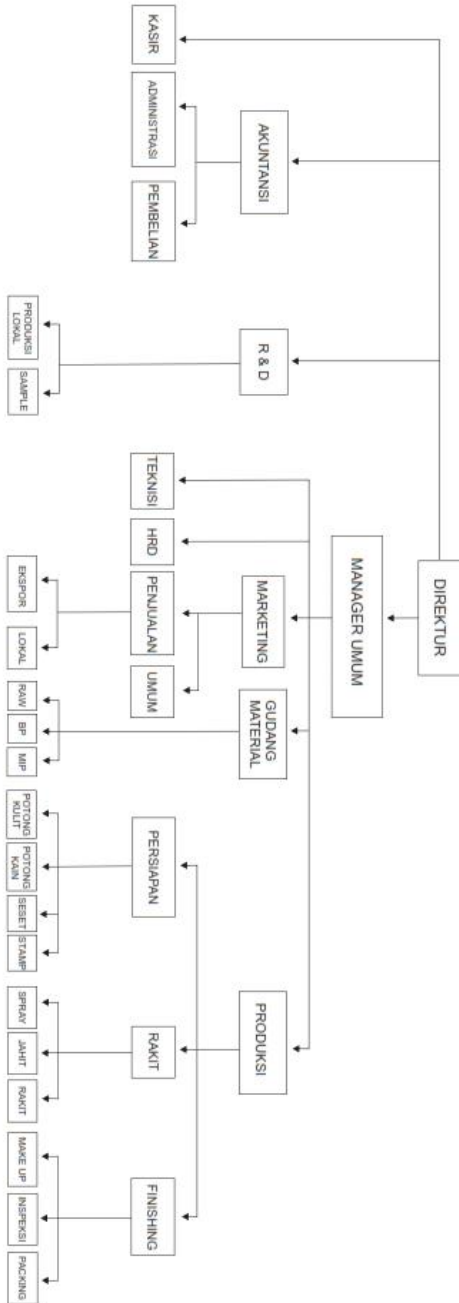 DIREKTUR
MANAGER UMUM
KASIR
AKUNTANSI
ADMINISTRASI
PEMBELIAN
R & D
PRODUKSI
LOKAL
SAMPLE
TEKNISI
HRD
MARKETING
PENJUALAN
UMUM
EKSPOR
LOKAL
GUDANG
MATERIAL
RAW
BP
MIP
PRODUKSI
PERSIAPAN
POTONG
KULIT
POTONG
KAIN
SESET
STAMP
RAKIT
SPRAY
JAHIT
RAKIT
FINISHING
MAKE UP
INSPEKSI
PACKING